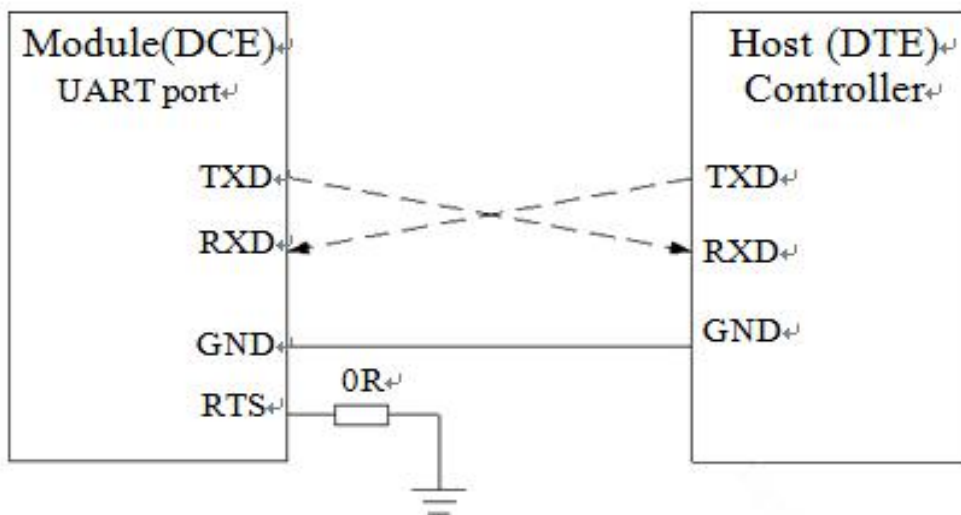 Module(DCE)↵
UART port↵
TXD↵
RXD↵
GND↵
RTS↵
0R↵
Host (DTE)↵
Controller↵
TXD↵
RXD↵
GND↵